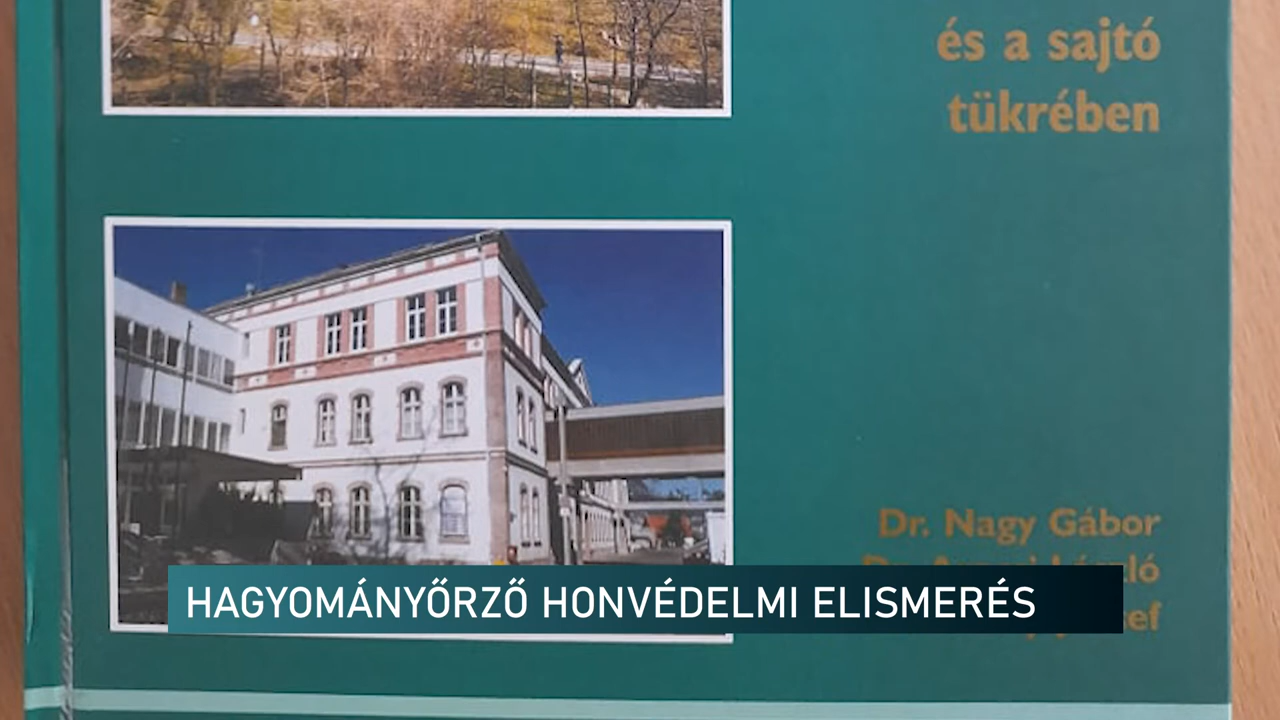 és a sajtó
tükrében
Dr. Nagy Gábor
HAGYOMÁNYŐRZŐ HONVÉDELMI ELISMERÉS